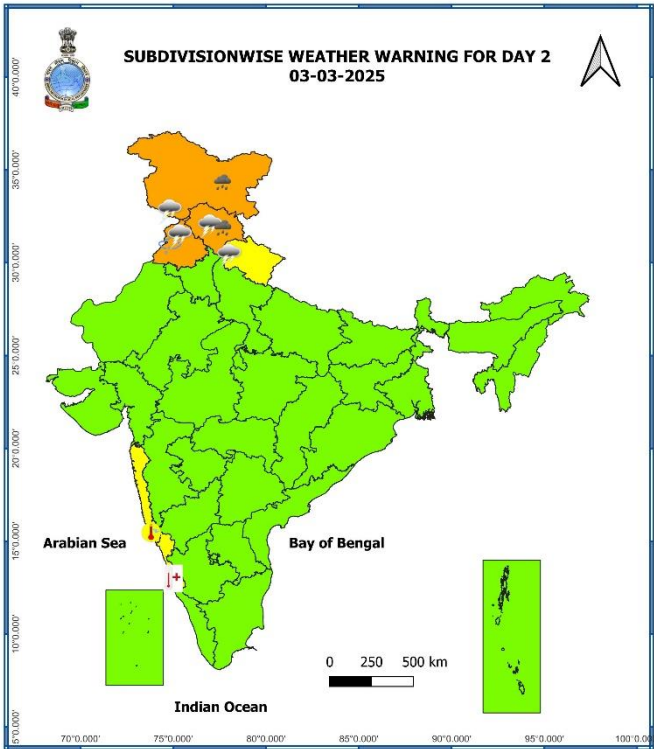 SUBDIVISIONWISE WEATHER WARNING FOR DAY 2
03-03-2025
40°0.000'
35°0.000'
30°0.000'
25°0.000'
20°0.000'
15°0.000'
10°0.000'
5°0.000'
Arabian Sea
Bay of Bengal
0 250 500 km
Indian Ocean
70°0.000' 75°0.000' 80°0.000' 85°0.000' 90°0.000' 95°0.000' 100°0.0